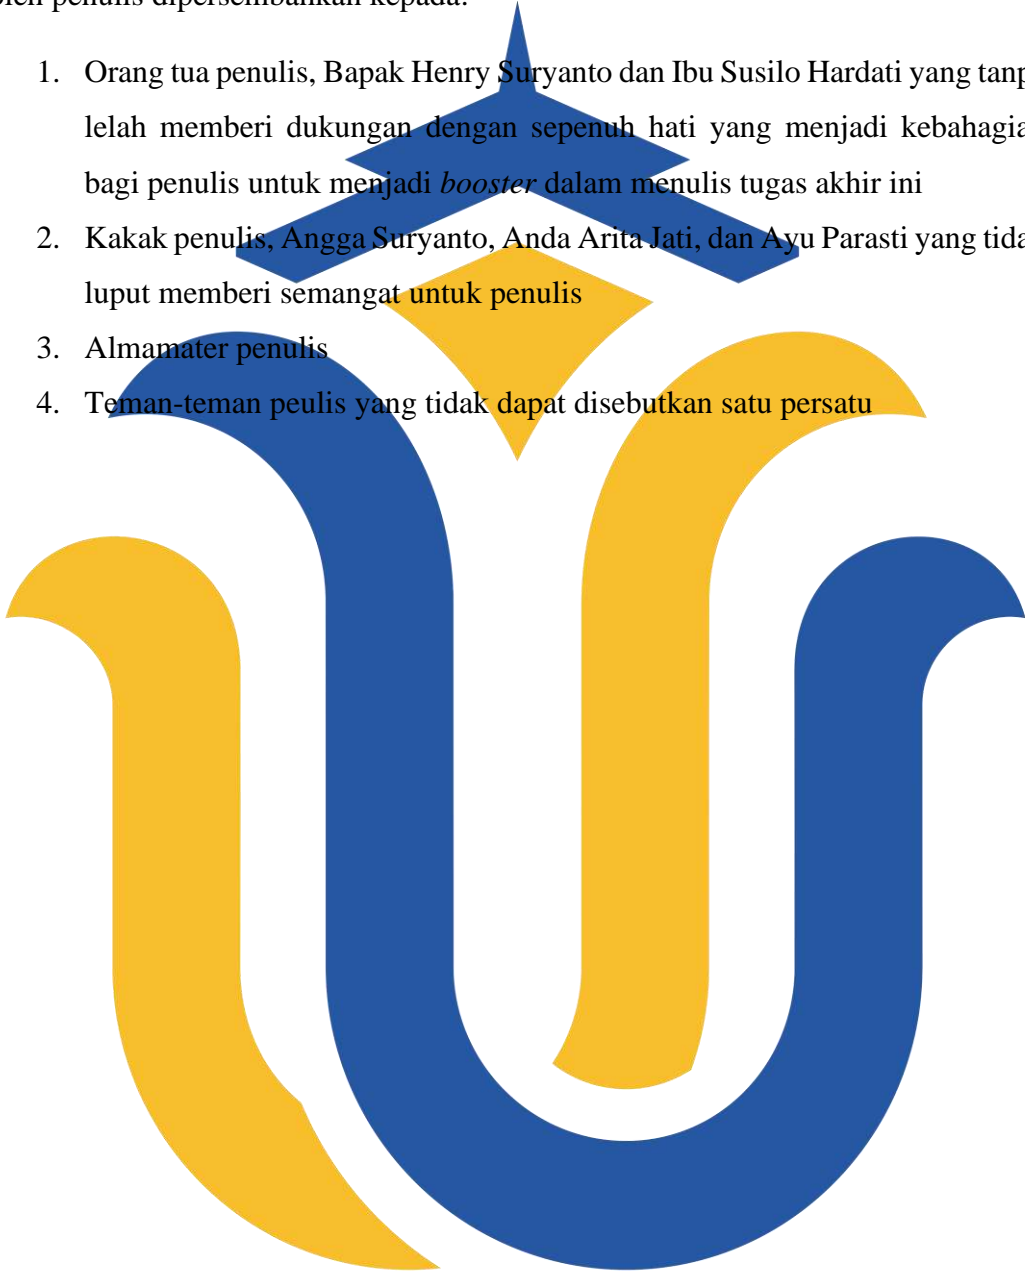 penulis dipersembahkan kepada:
1. Orang tua penulis, Bapak Henry Suryanto dan Ibu Susilo Hardati yang tanp
lelah memberi dukungan dengan sepenuh hati yang menjadi kebahagia
bagi penulis untuk menjadi booster dalam menulis tugas akhir ini
2. Kakak penulis, Angga Suryanto, Anda Arita Jati, dan Ayu Parasti yang tida
luput memberi semangat untuk penulis
3. Almamater penulis
4. Teman-teman peulis yang tidak dapat disebutkan satu persatu